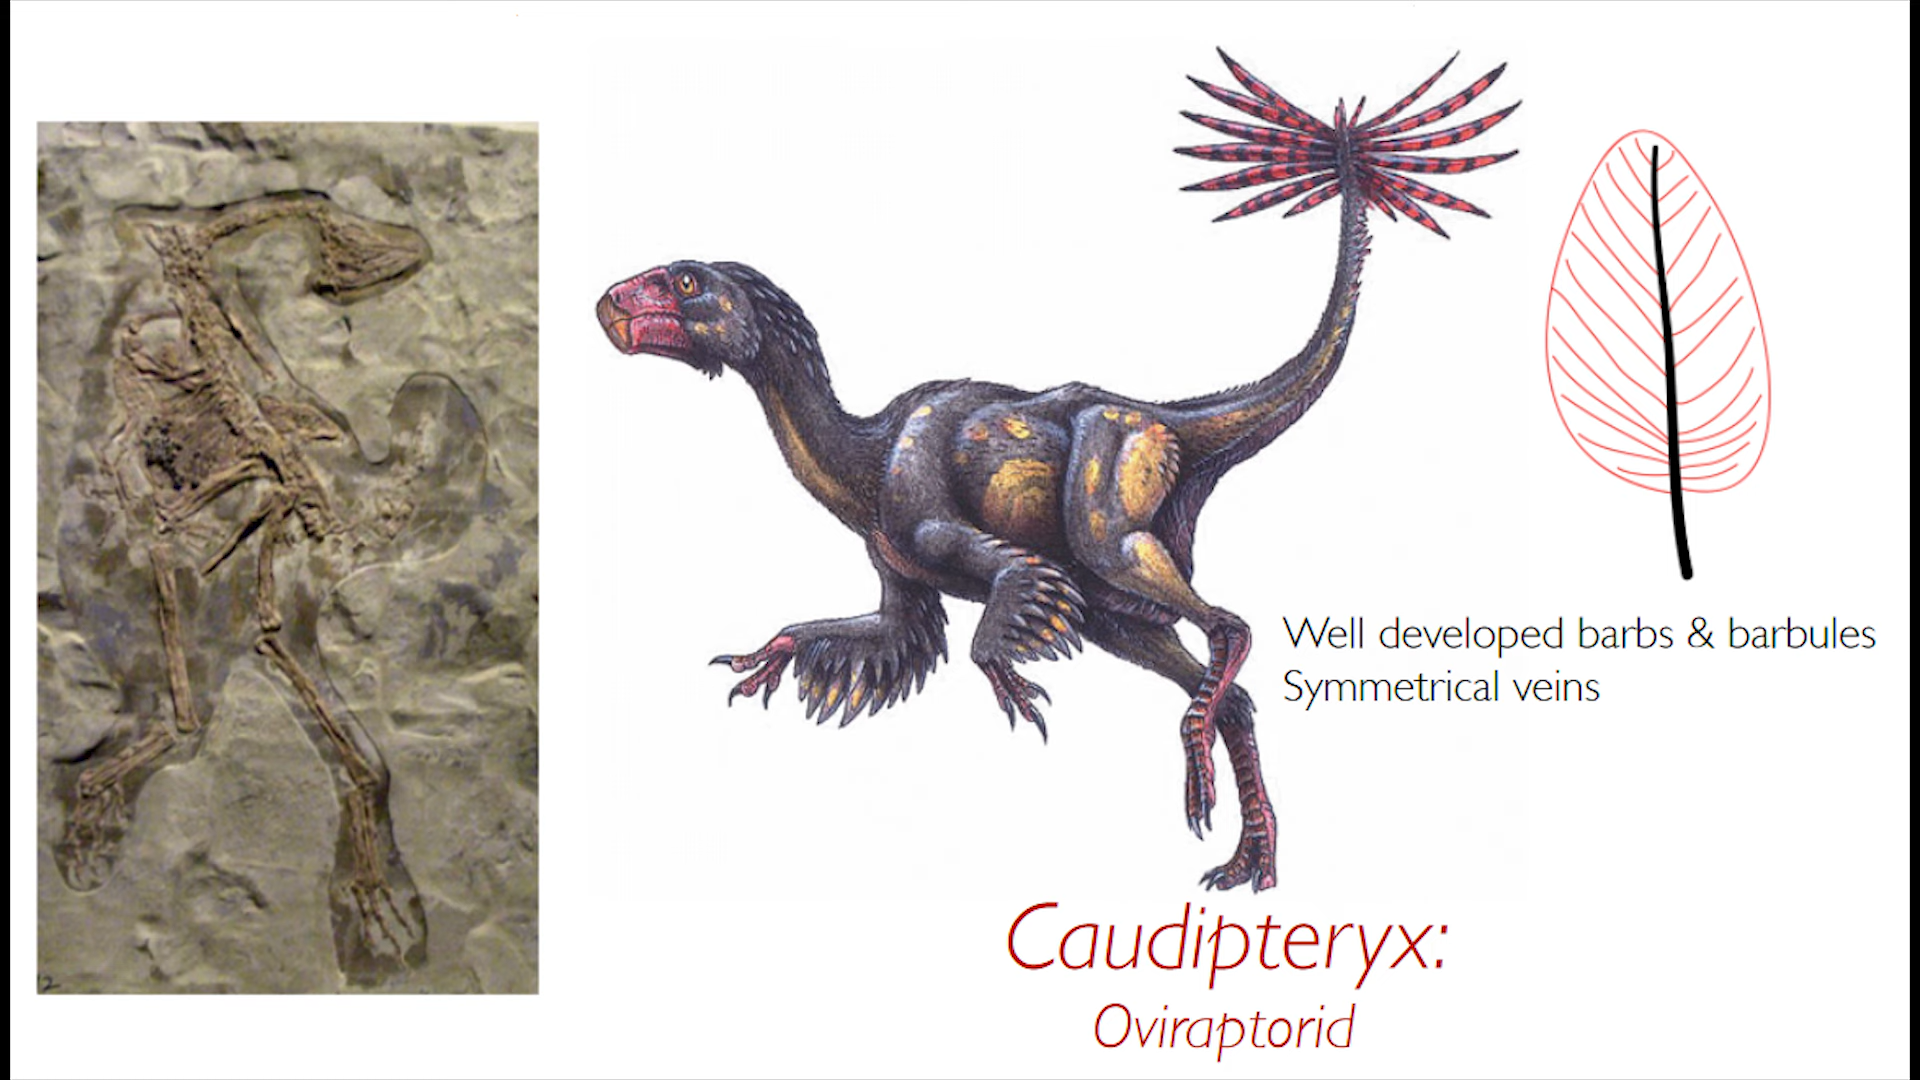 Well developed barbs & barbules
Symmetrical veins
Caudipteryx:
Oviraptorid